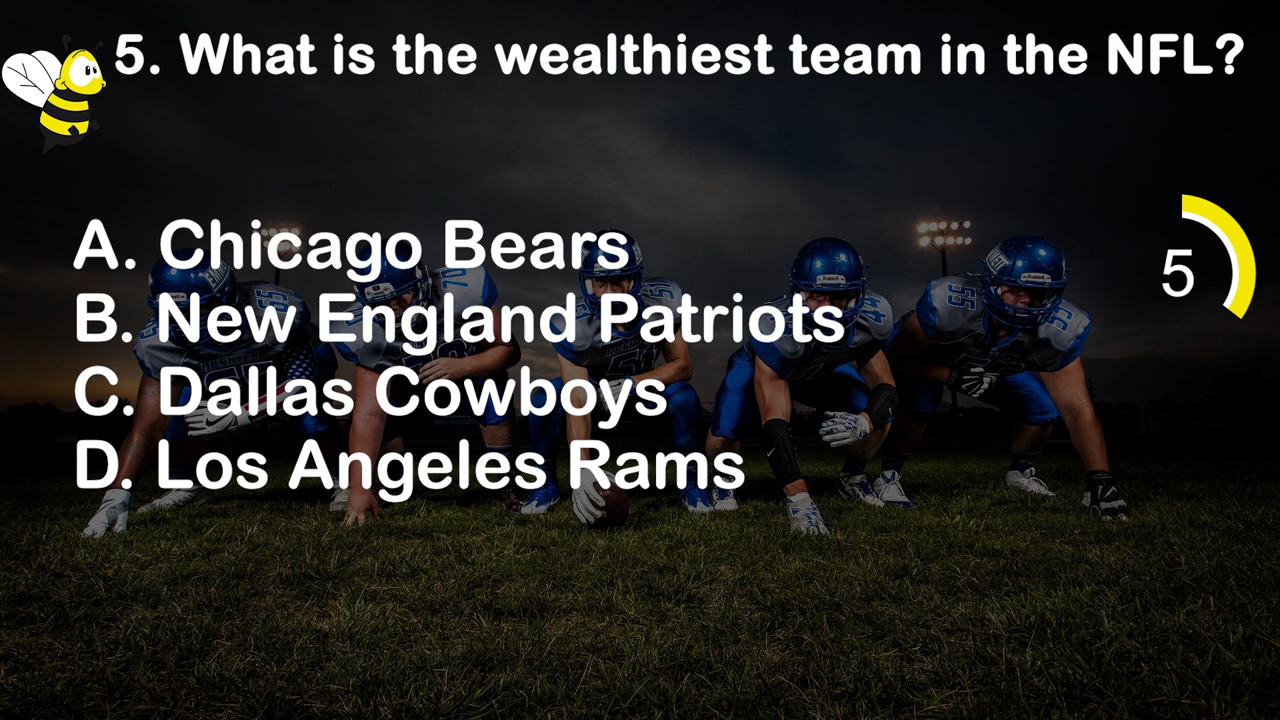 5. What is the wealthiest team in the NFL?
A. Chicago Bears
B. New England Patriots
C. Dallas Cowboys
D. Los Angeles Rams
5